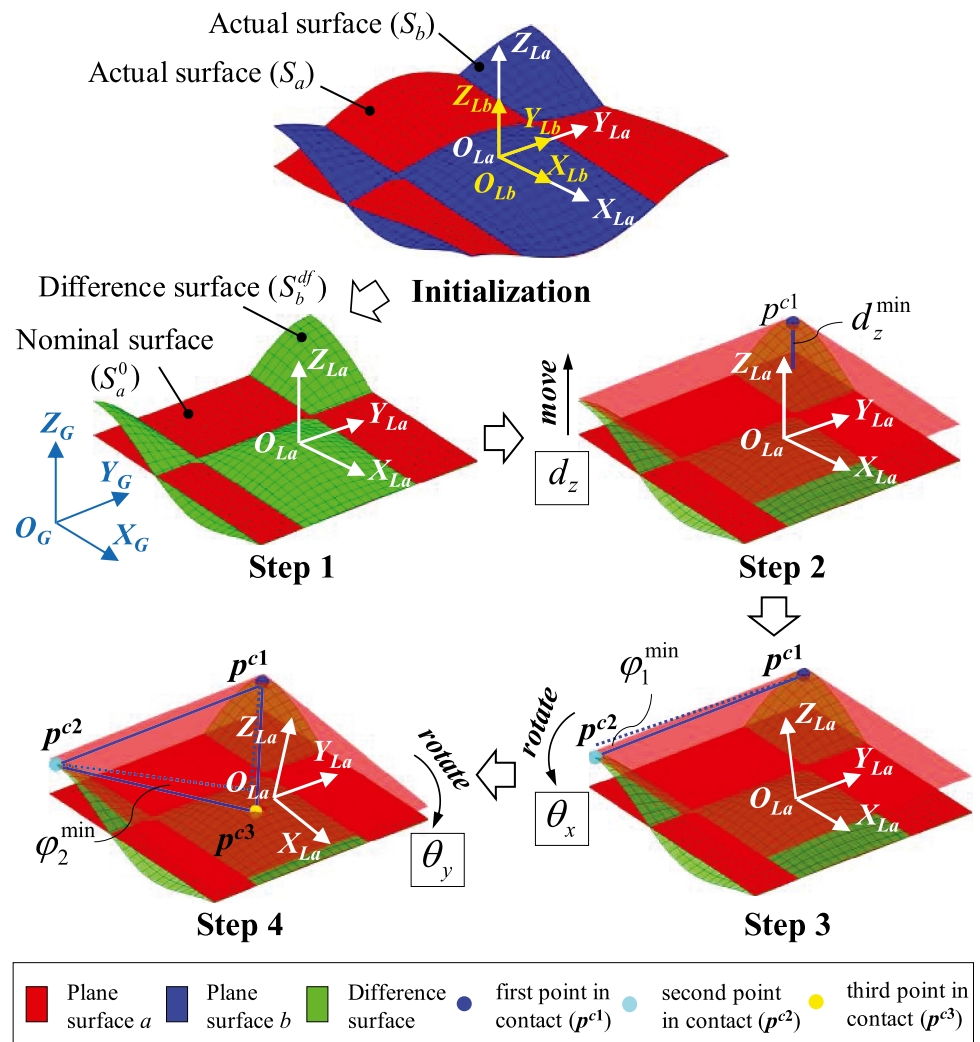 Actual surface (S_b)
Z_La
Actual surface (S_a)
Z_Lb
Y_Lb
Y_La
O_La
X_Lb
O_Lb
X_La
Difference surface (S_b^df)
Initialization
Nominal surface
(S_a^0)
Z_La
Y_La
O_La
X_La
Z_G
Y_G
O_G
X_G
Step 1
p^c1
d_z^min
move
d_z
Z_La
Y_La
O_La
X_La
Step 2
p^c1
φ_1^min
p^c2
rotate
θ_x
Z_La
Y_La
O_La
X_La
Step 3
p^c1
p^c2
Z_La
Y_La
O_La
X_La
p^c3
φ_2^min
rotate
θ_y
Step 4
Plane
surface a
Plane
surface b
Difference
surface
first point in
contact (p^c1)
second point
in contact (p^c2)
third point in
contact (p^c3)